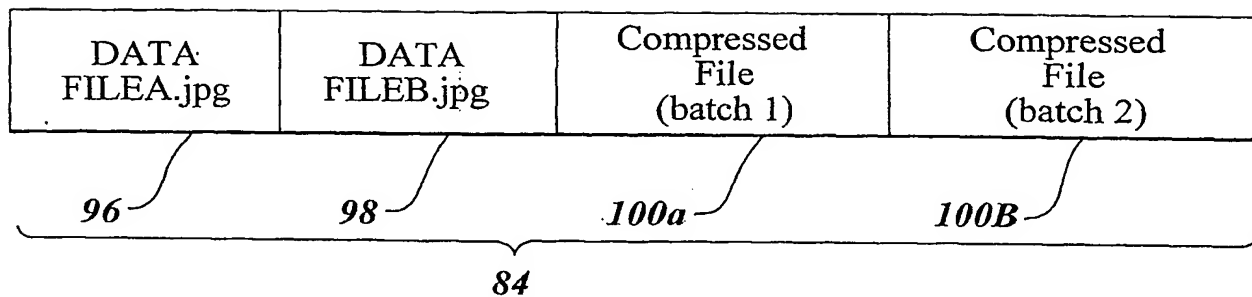 DATA
FILEA.jpg
DATA
FILEB.jpg
Compressed
File
(batch 1)
Compressed
File
(batch 2)
96
98
100a
100B
84